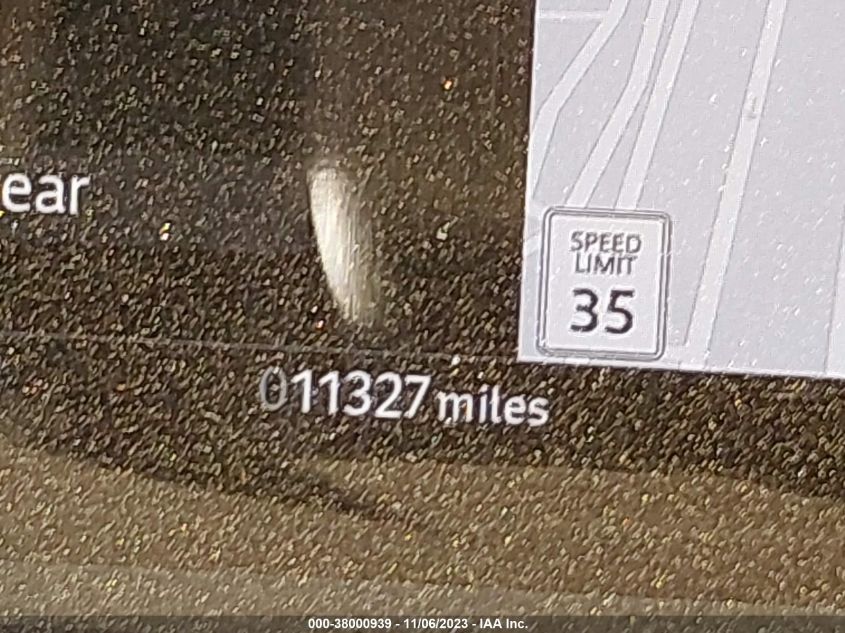 ear
SPEED
LIMIT
35
011327 miles
000-38000939 - 11/06/2023 - IAA Inc.